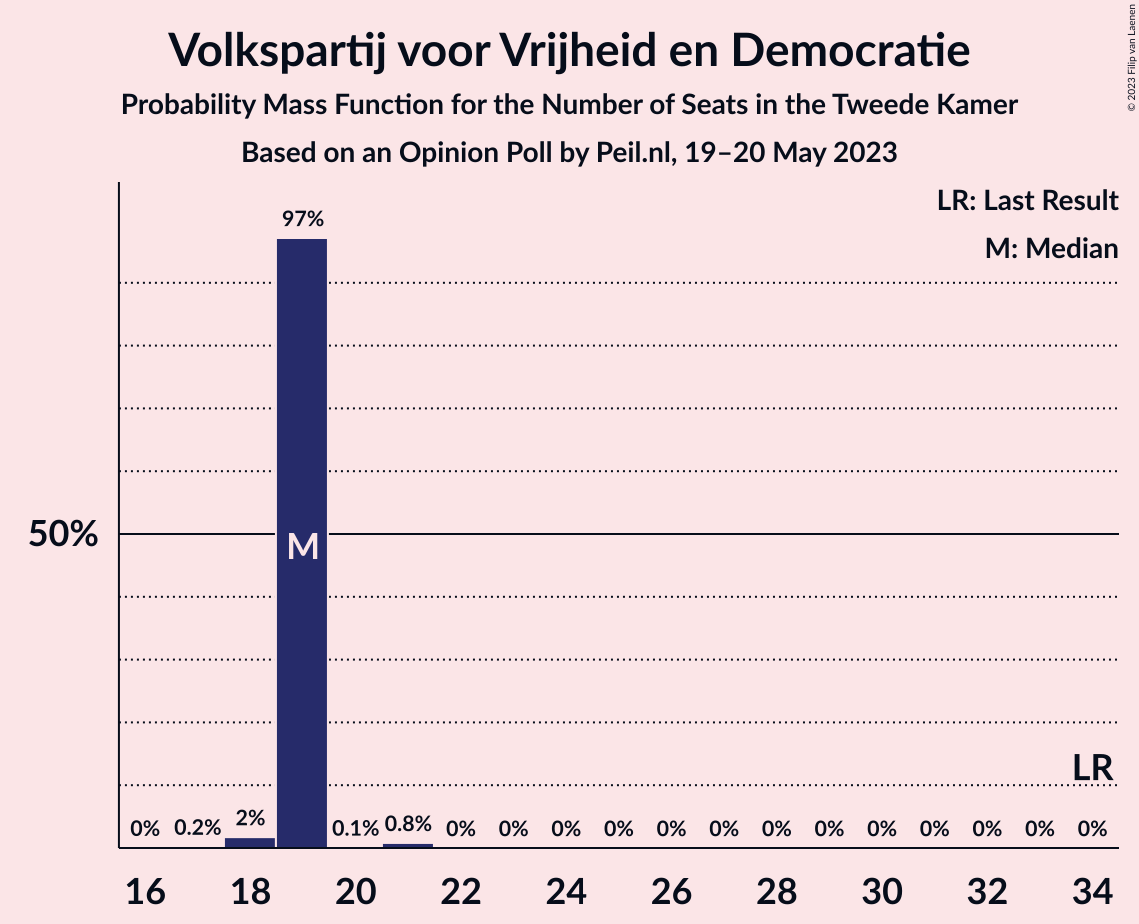 Volkspartij voor Vrijheid en Democratie
Probability Mass Function for the Number of Seats in the Tweede Kamer
Based on an Opinion Poll by Peil.nl, 19–20 May 2023
© 2023 Filip van Laenen
LR: Last Result
M: Median
97%
50%
M
LR
0% 0.2% 2% 0.1% 0.8% 0% 0% 0% 0% 0% 0% 0% 0% 0% 0% 0% 0% 0%
16 18 20 22 24 26 28 30 32 34